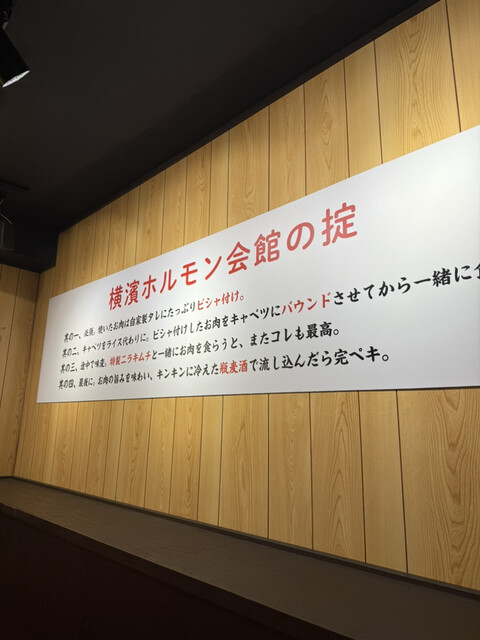 横濱ホルモン会館の掟
其の一、必須。焼いたお肉は自家製タレにたっぷりビシャ付け。
其の二、キャベツをライス代わりに。ビシャ付けしたお肉をキャベツにバウンドさせてから一緒に
其の三、途中で味変。特製ニラキムチと一緒にお肉を食らうと、またコレも最高。
其の四、最後に。お肉の旨みを味わい、キンキンに冷えた瓶麦酒で流し込んだら完ペキ。